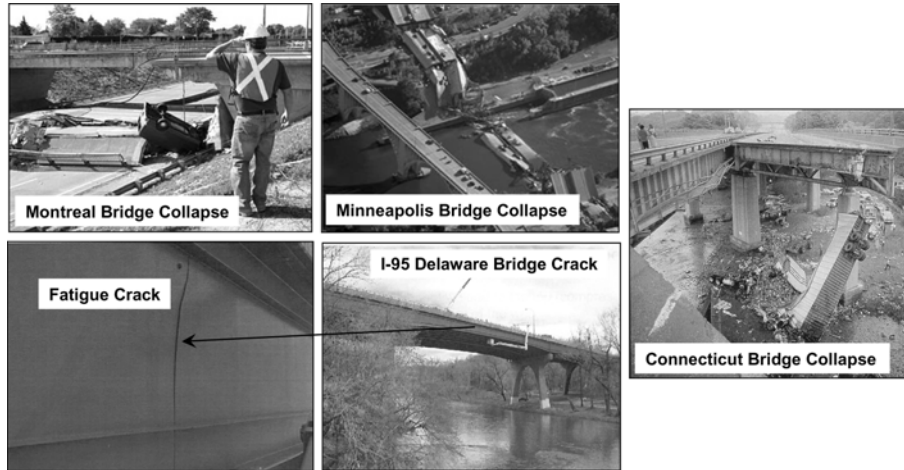 Montreal Bridge Collapse
Minneapolis Bridge Collapse
Fatigue Crack
I-95 Delaware Bridge Crack
Connecticut Bridge Collapse